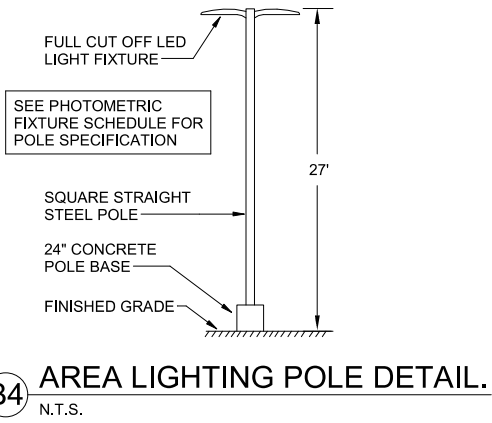 FULL CUT OFF LED
LIGHT FIXTURE
SEE PHOTOMETRIC
FIXTURE SCHEDULE FOR
POLE SPECIFICATION
27'
SQUARE STRAIGHT
STEEL POLE
24" CONCRETE
POLE BASE
FINISHED GRADE
34 AREA LIGHTING POLE DETAIL.
N.T.S.